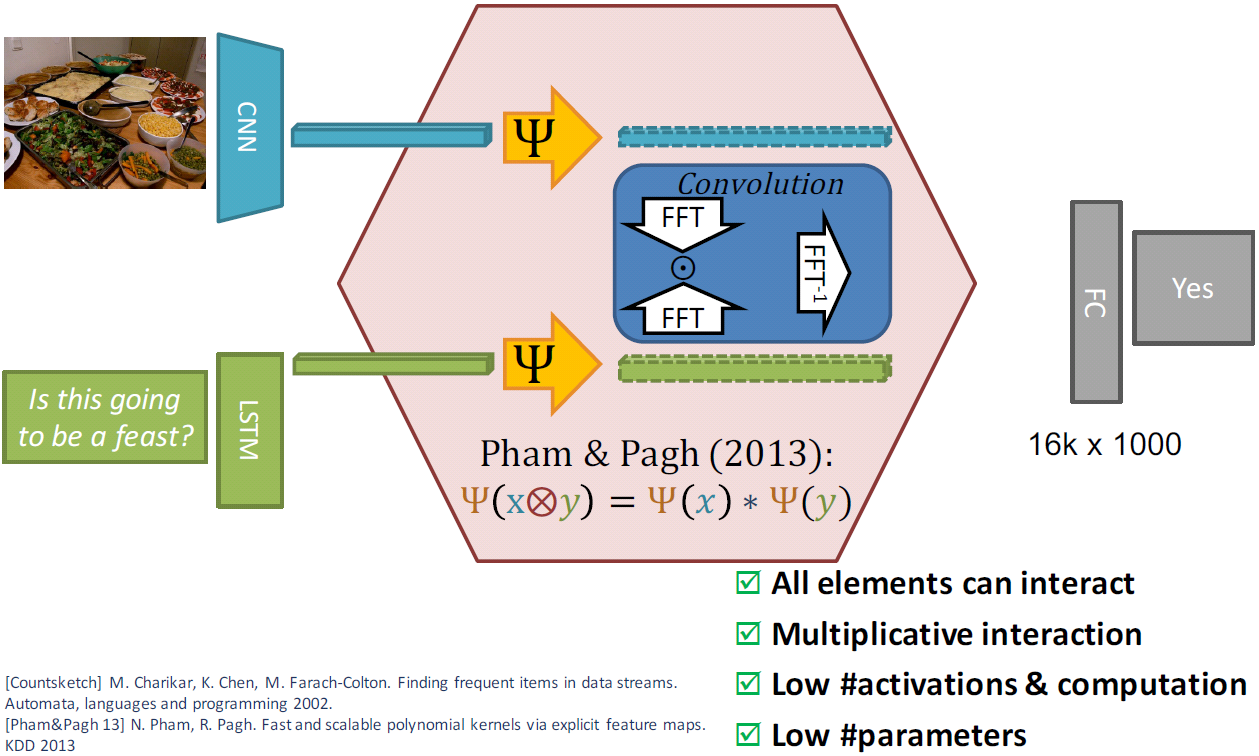 CNN
Ψ
Convolution
FFT
⊙
FFT
FFT⁻¹
FC
Yes
Is this going
to be a feast?
LSTM
Ψ
16k x 1000
Pham & Pagh (2013):
Ψ(x⊗y) = Ψ(x) ∗ Ψ(y)
☑ All elements can interact
☑ Multiplicative interaction
☑ Low #activations & computation
☑ Low #parameters
[Countsketch] M. Charikar, K. Chen, M. Farach-Colton. Finding frequent items in data streams.
Automata, languages and programming 2002.
[Pham&Pagh 13] N. Pham, R. Pagh. Fast and scalable polynomial kernels via explicit feature maps.
KDD 2013